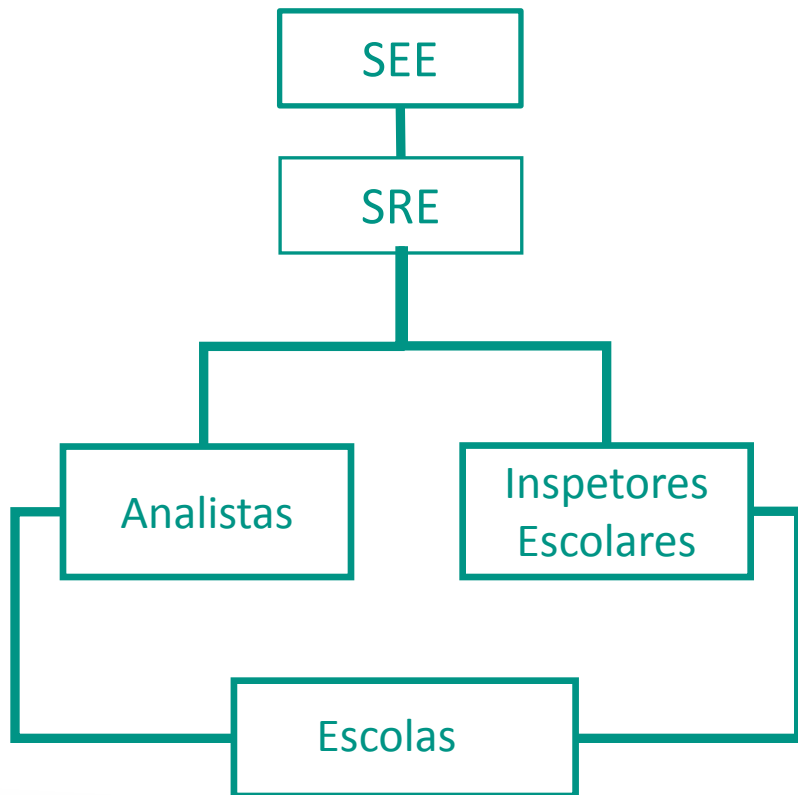 SEE
SRE
Analistas
Inspetores
Escolares
Escolas